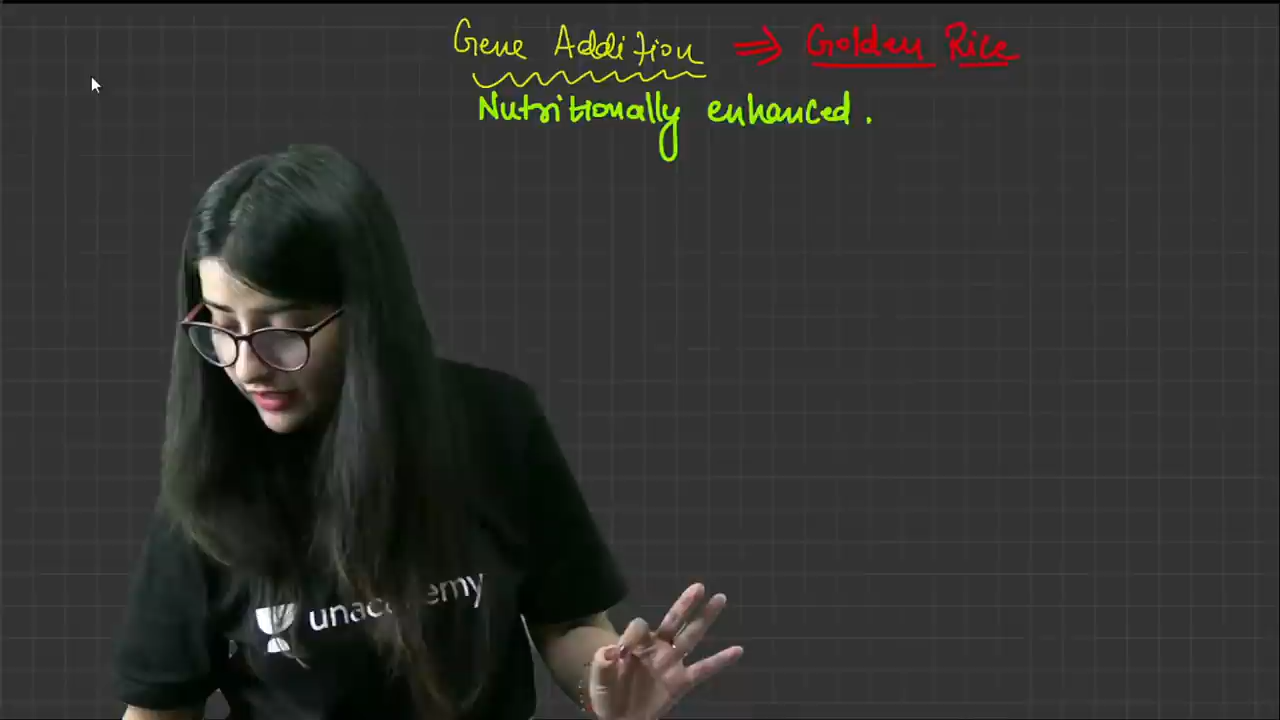 Gene Addition ⇒ Golden Rice
Nutritionally enhanced.
unacademy